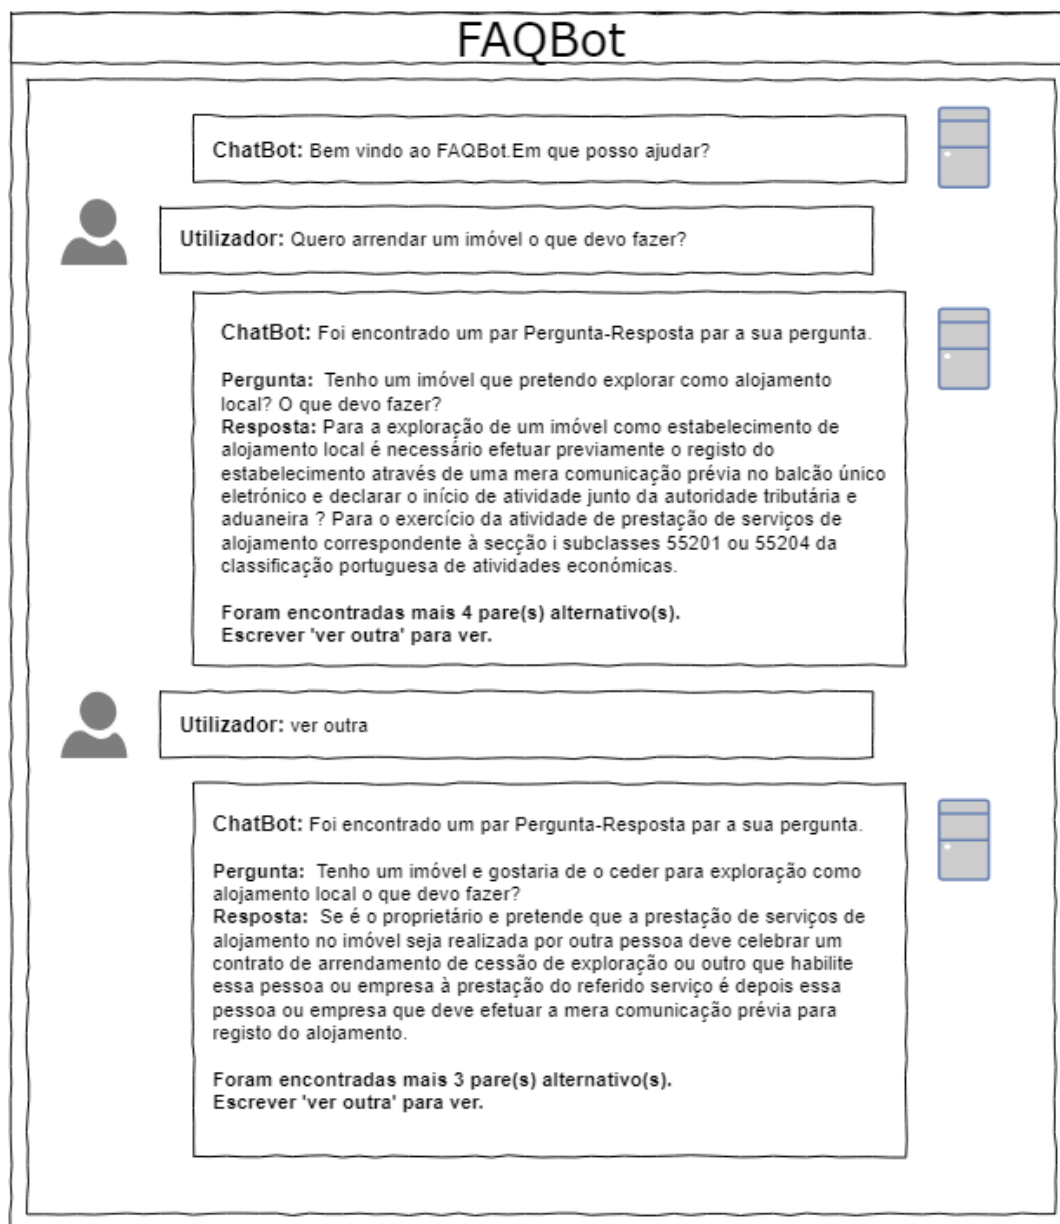 FAQBot
ChatBot: Bem vindo ao FAQBot.Em que posso ajudar?
Utilizador: Quero arrendar um imóvel o que devo fazer?
ChatBot: Foi encontrado um par Pergunta-Resposta par a sua pergunta.
Pergunta: Tenho um imóvel que pretendo explorar como alojamento
local? O que devo fazer?
Resposta: Para a exploração de um imóvel como estabelecimento de
alojamento local é necessário efetuar previamente o registo do
estabelecimento através de uma mera comunicação prévia no balcão único
eletrónico e declarar o início de atividade junto da autoridade tributária e
aduaneira ? Para o exercício da atividade de prestação de serviços de
alojamento correspondente à secção i subclasses 55201 ou 55204 da
classificação portuguesa de atividades económicas.
Foram encontradas mais 4 pare(s) alternativo(s).
Escrever 'ver outra' para ver.
Utilizador: ver outra
ChatBot: Foi encontrado um par Pergunta-Resposta par a sua pergunta.
Pergunta: Tenho um imóvel e gostaria de o ceder para exploração como
alojamento local o que devo fazer?
Resposta: Se é o proprietário e pretende que a prestação de serviços de
alojamento no imóvel seja realizada por outra pessoa deve celebrar um
contrato de arrendamento de cessão de exploração ou outro que habilite
essa pessoa ou empresa à prestação do referido serviço é depois essa
pessoa ou empresa que deve efetuar a mera comunicação prévia para
registo do alojamento.
Foram encontradas mais 3 pare(s) alternativo(s).
Escrever 'ver outra' para ver.